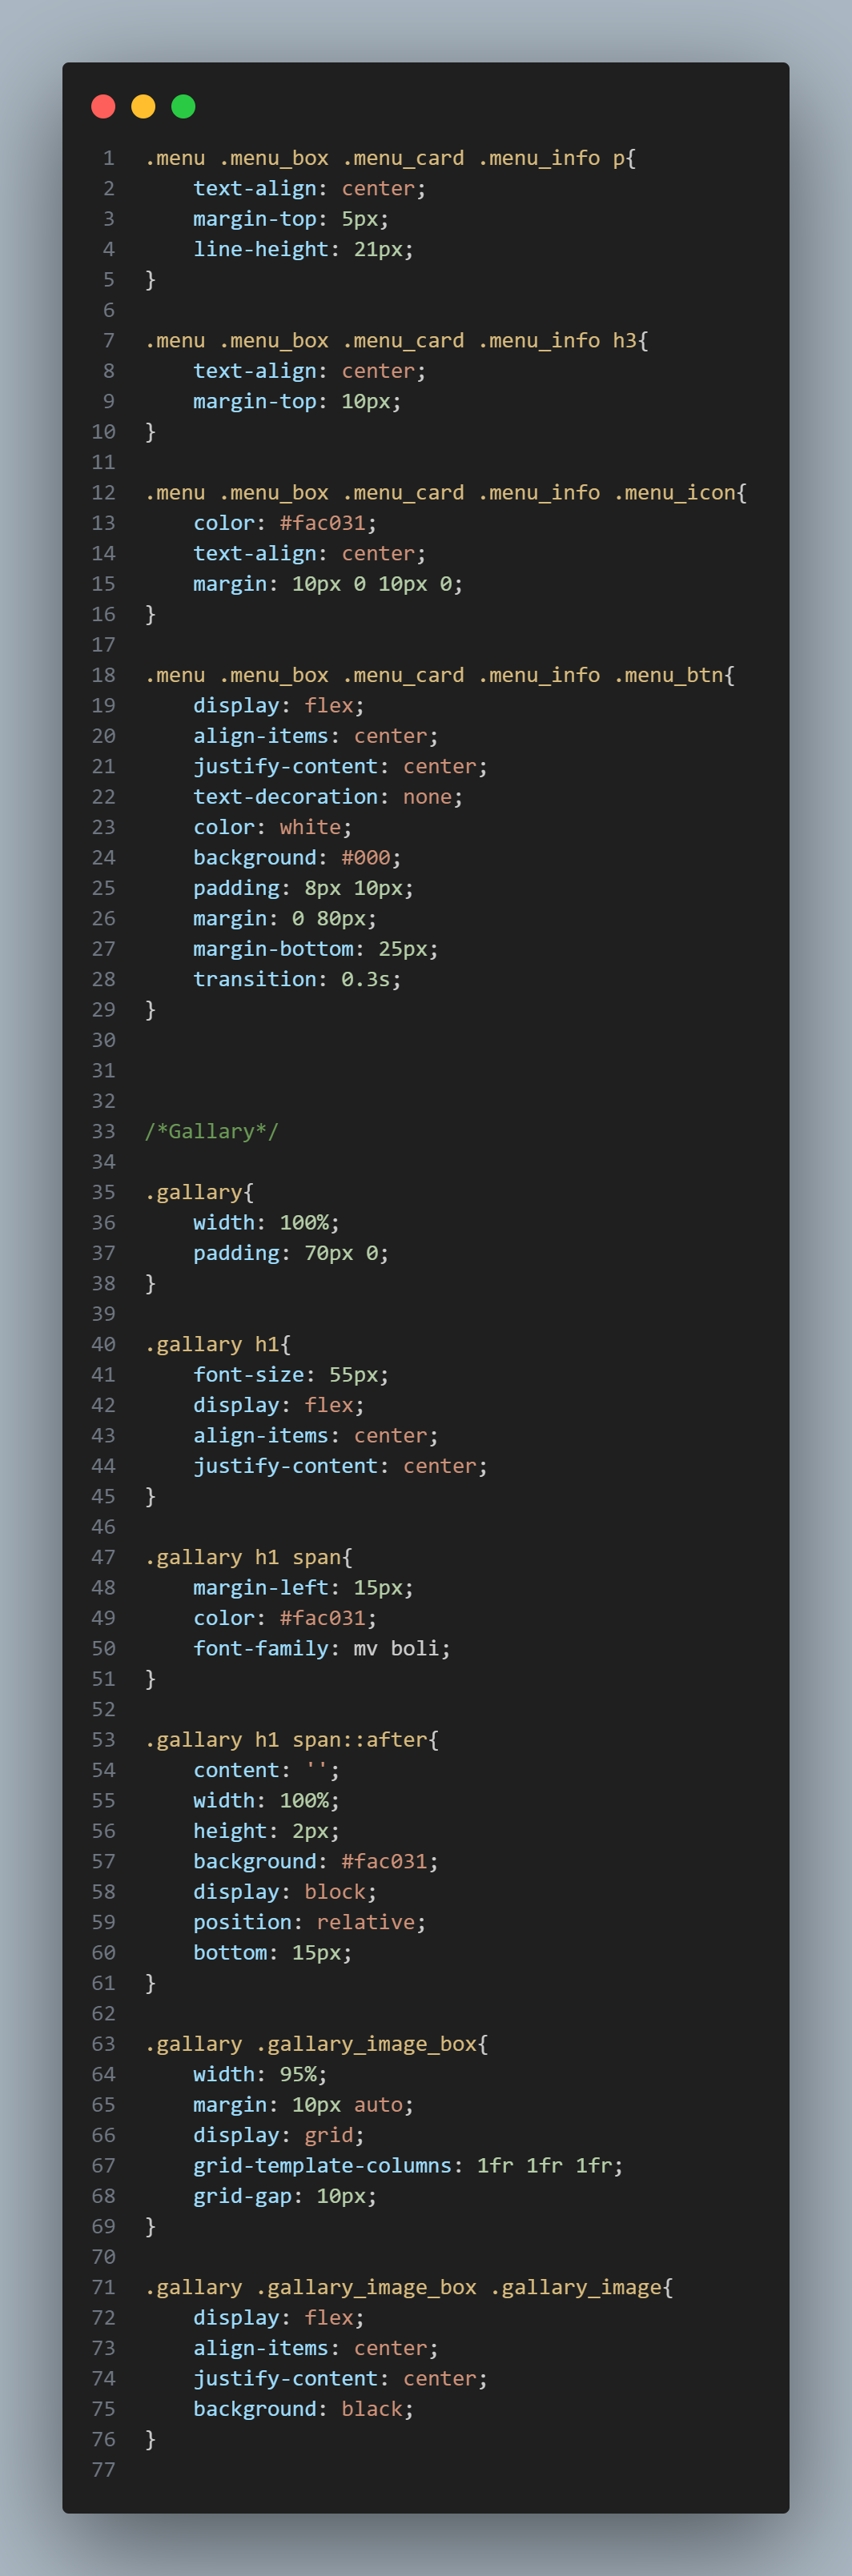 1 .menu .menu_box .menu_card .menu_info p{
2     text-align: center;
3     margin-top: 5px;
4     line-height: 21px;
5 }
6
7 .menu .menu_box .menu_card .menu_info h3{
8     text-align: center;
9     margin-top: 10px;
10 }
11
12 .menu .menu_box .menu_card .menu_info .menu_icon{
13     color: #fac031;
14     text-align: center;
15     margin: 10px 0 10px 0;
16 }
17
18 .menu .menu_box .menu_card .menu_info .menu_btn{
19     display: flex;
20     align-items: center;
21     justify-content: center;
22     text-decoration: none;
23     color: white;
24     background: #000;
25     padding: 8px 10px;
26     margin: 0 80px;
27     margin-bottom: 25px;
28     transition: 0.3s;
29 }
30
31
32
33 /*Gallary*/
34
35 .gallary{
36     width: 100%;
37     padding: 70px 0;
38 }
39
40 .gallary h1{
41     font-size: 55px;
42     display: flex;
43     align-items: center;
44     justify-content: center;
45 }
46
47 .gallary h1 span{
48     margin-left: 15px;
49     color: #fac031;
50     font-family: mv boli;
51 }
52
53 .gallary h1 span::after{
54     content: '';
55     width: 100%;
56     height: 2px;
57     background: #fac031;
58     display: block;
59     position: relative;
60     bottom: 15px;
61 }
62
63 .gallary .gallary_image_box{
64     width: 95%;
65     margin: 10px auto;
66     display: grid;
67     grid-template-columns: 1fr 1fr 1fr;
68     grid-gap: 10px;
69 }
70
71 .gallary .gallary_image_box .gallary_image{
72     display: flex;
73     align-items: center;
74     justify-content: center;
75     background: black;
76 }
77